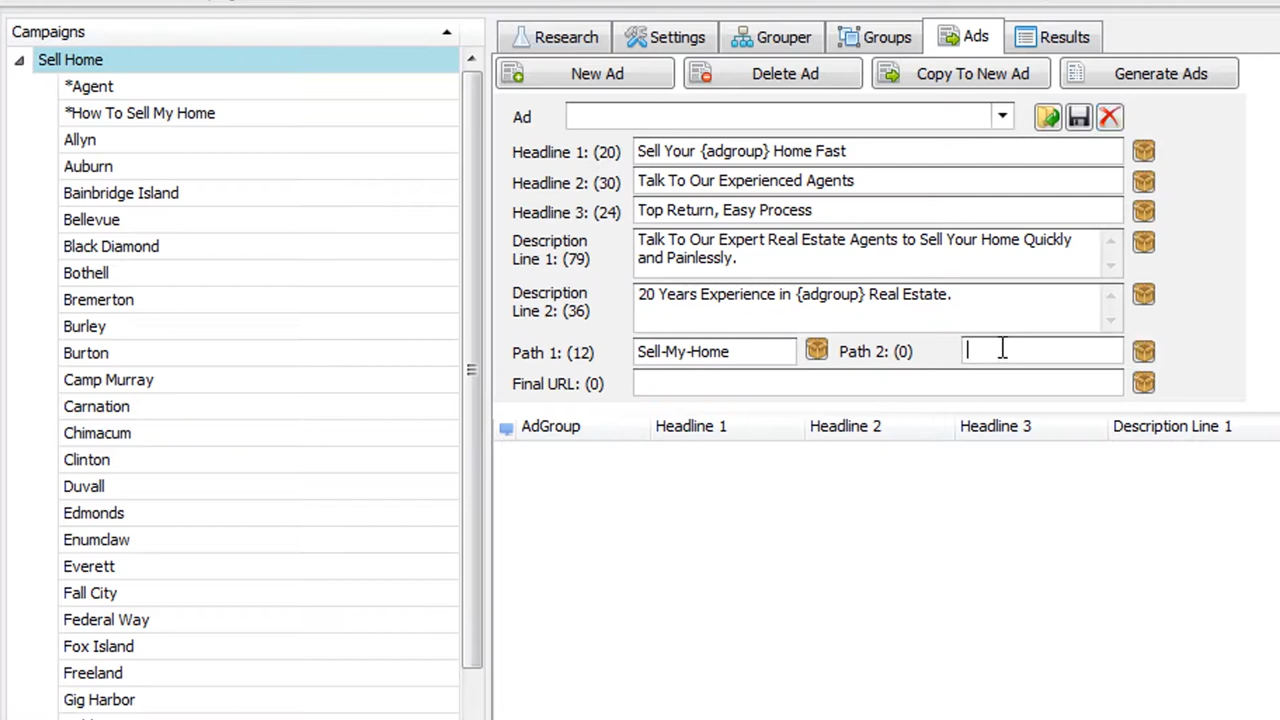 Campaigns
Sell Home
*Agent
*How To Sell My Home
Allyn
Auburn
Bainbridge Island
Bellevue
Black Diamond
Bothell
Bremerton
Burley
Burton
Camp Murray
Carnation
Chimacum
Clinton
Duvall
Edmonds
Enumclaw
Everett
Fall City
Federal Way
Fox Island
Freeland
Gig Harbor
Research Settings Grouper Groups Ads Results
New Ad Delete Ad Copy To New Ad Generate Ads
Ad
Headline 1: (20) Sell Your {adgroup} Home Fast
Headline 2: (30) Talk To Our Experienced Agents
Headline 3: (24) Top Return, Easy Process
Description
Line 1: (79)
Talk To Our Expert Real Estate Agents to Sell Your Home Quickly
and Painlessly.
Description
Line 2: (36)
20 Years Experience in {adgroup} Real Estate.
Path 1: (12) Sell-My-Home Path 2: (0)
Final URL: (0)
AdGroup Headline 1 Headline 2 Headline 3 Description Line 1